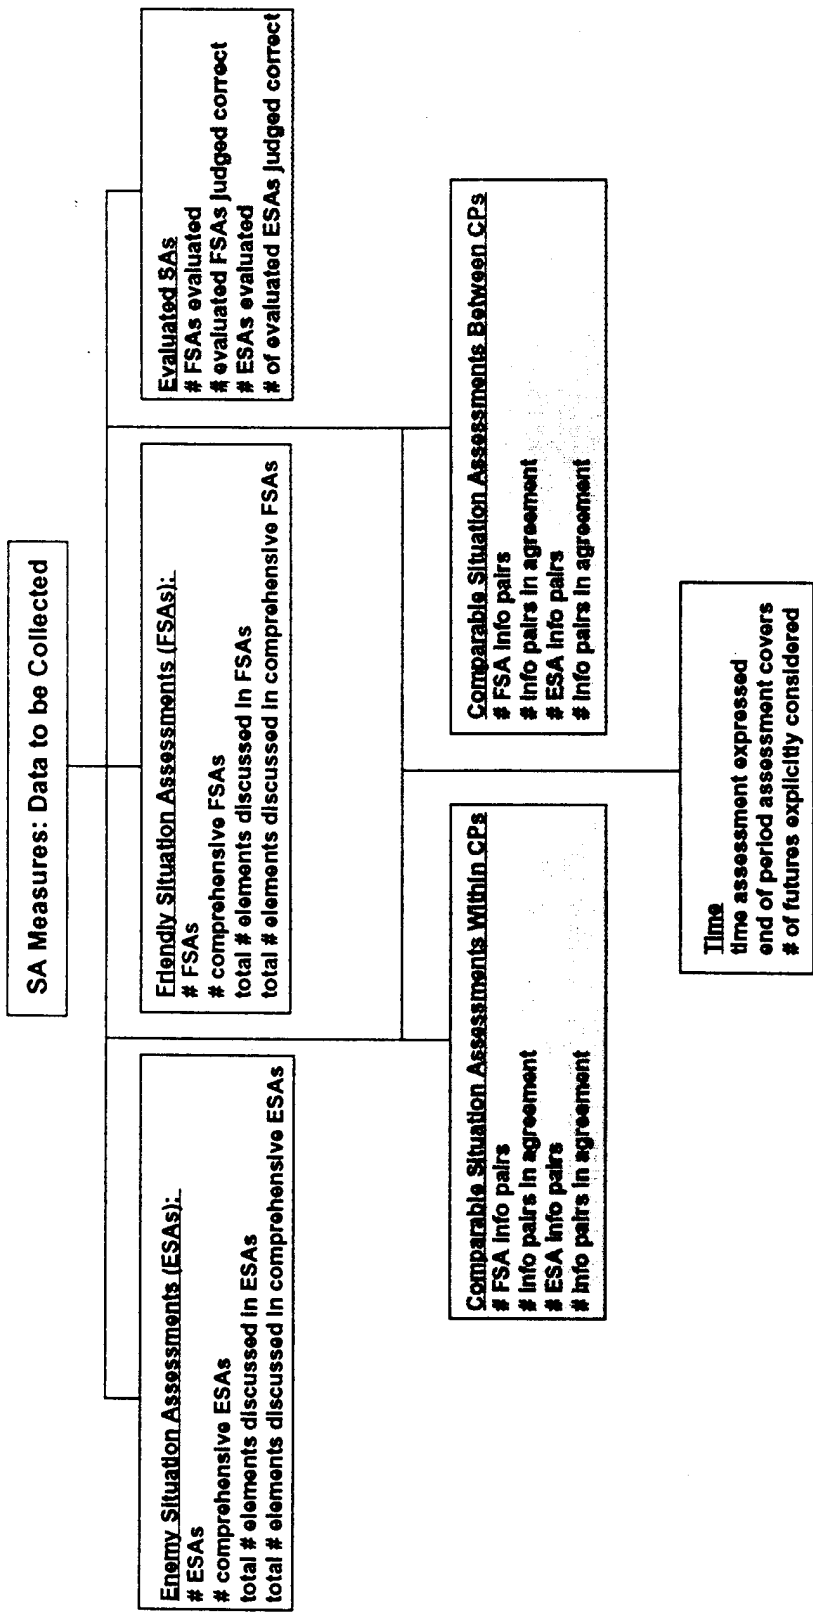 SA Measures: Data to be Collected
Enemy Situation Assessments (ESAs):
# ESAs
# comprehensive ESAs
total # elements discussed in ESAs
total # elements discussed in comprehensive ESAs
Friendly Situation Assessments (FSAs):
# FSAs
# comprehensive FSAs
total # elements discussed in FSAs
total # elements discussed in comprehensive FSAs
Evaluated SAs
# FSAs evaluated
# evaluated FSAs judged correct
# ESAs evaluated
# of evaluated ESAs judged correct
Comparable Situation Assessments Within CPs
# FSA info pairs
# info pairs in agreement
# ESA info pairs
# info pairs in agreement
Comparable Situation Assessments Between CPs
# FSA info pairs
# info pairs in agreement
# ESA info pairs
# info pairs in agreement
Time
time assessment expressed
end of period assessment covers
# of futures explicitly considered